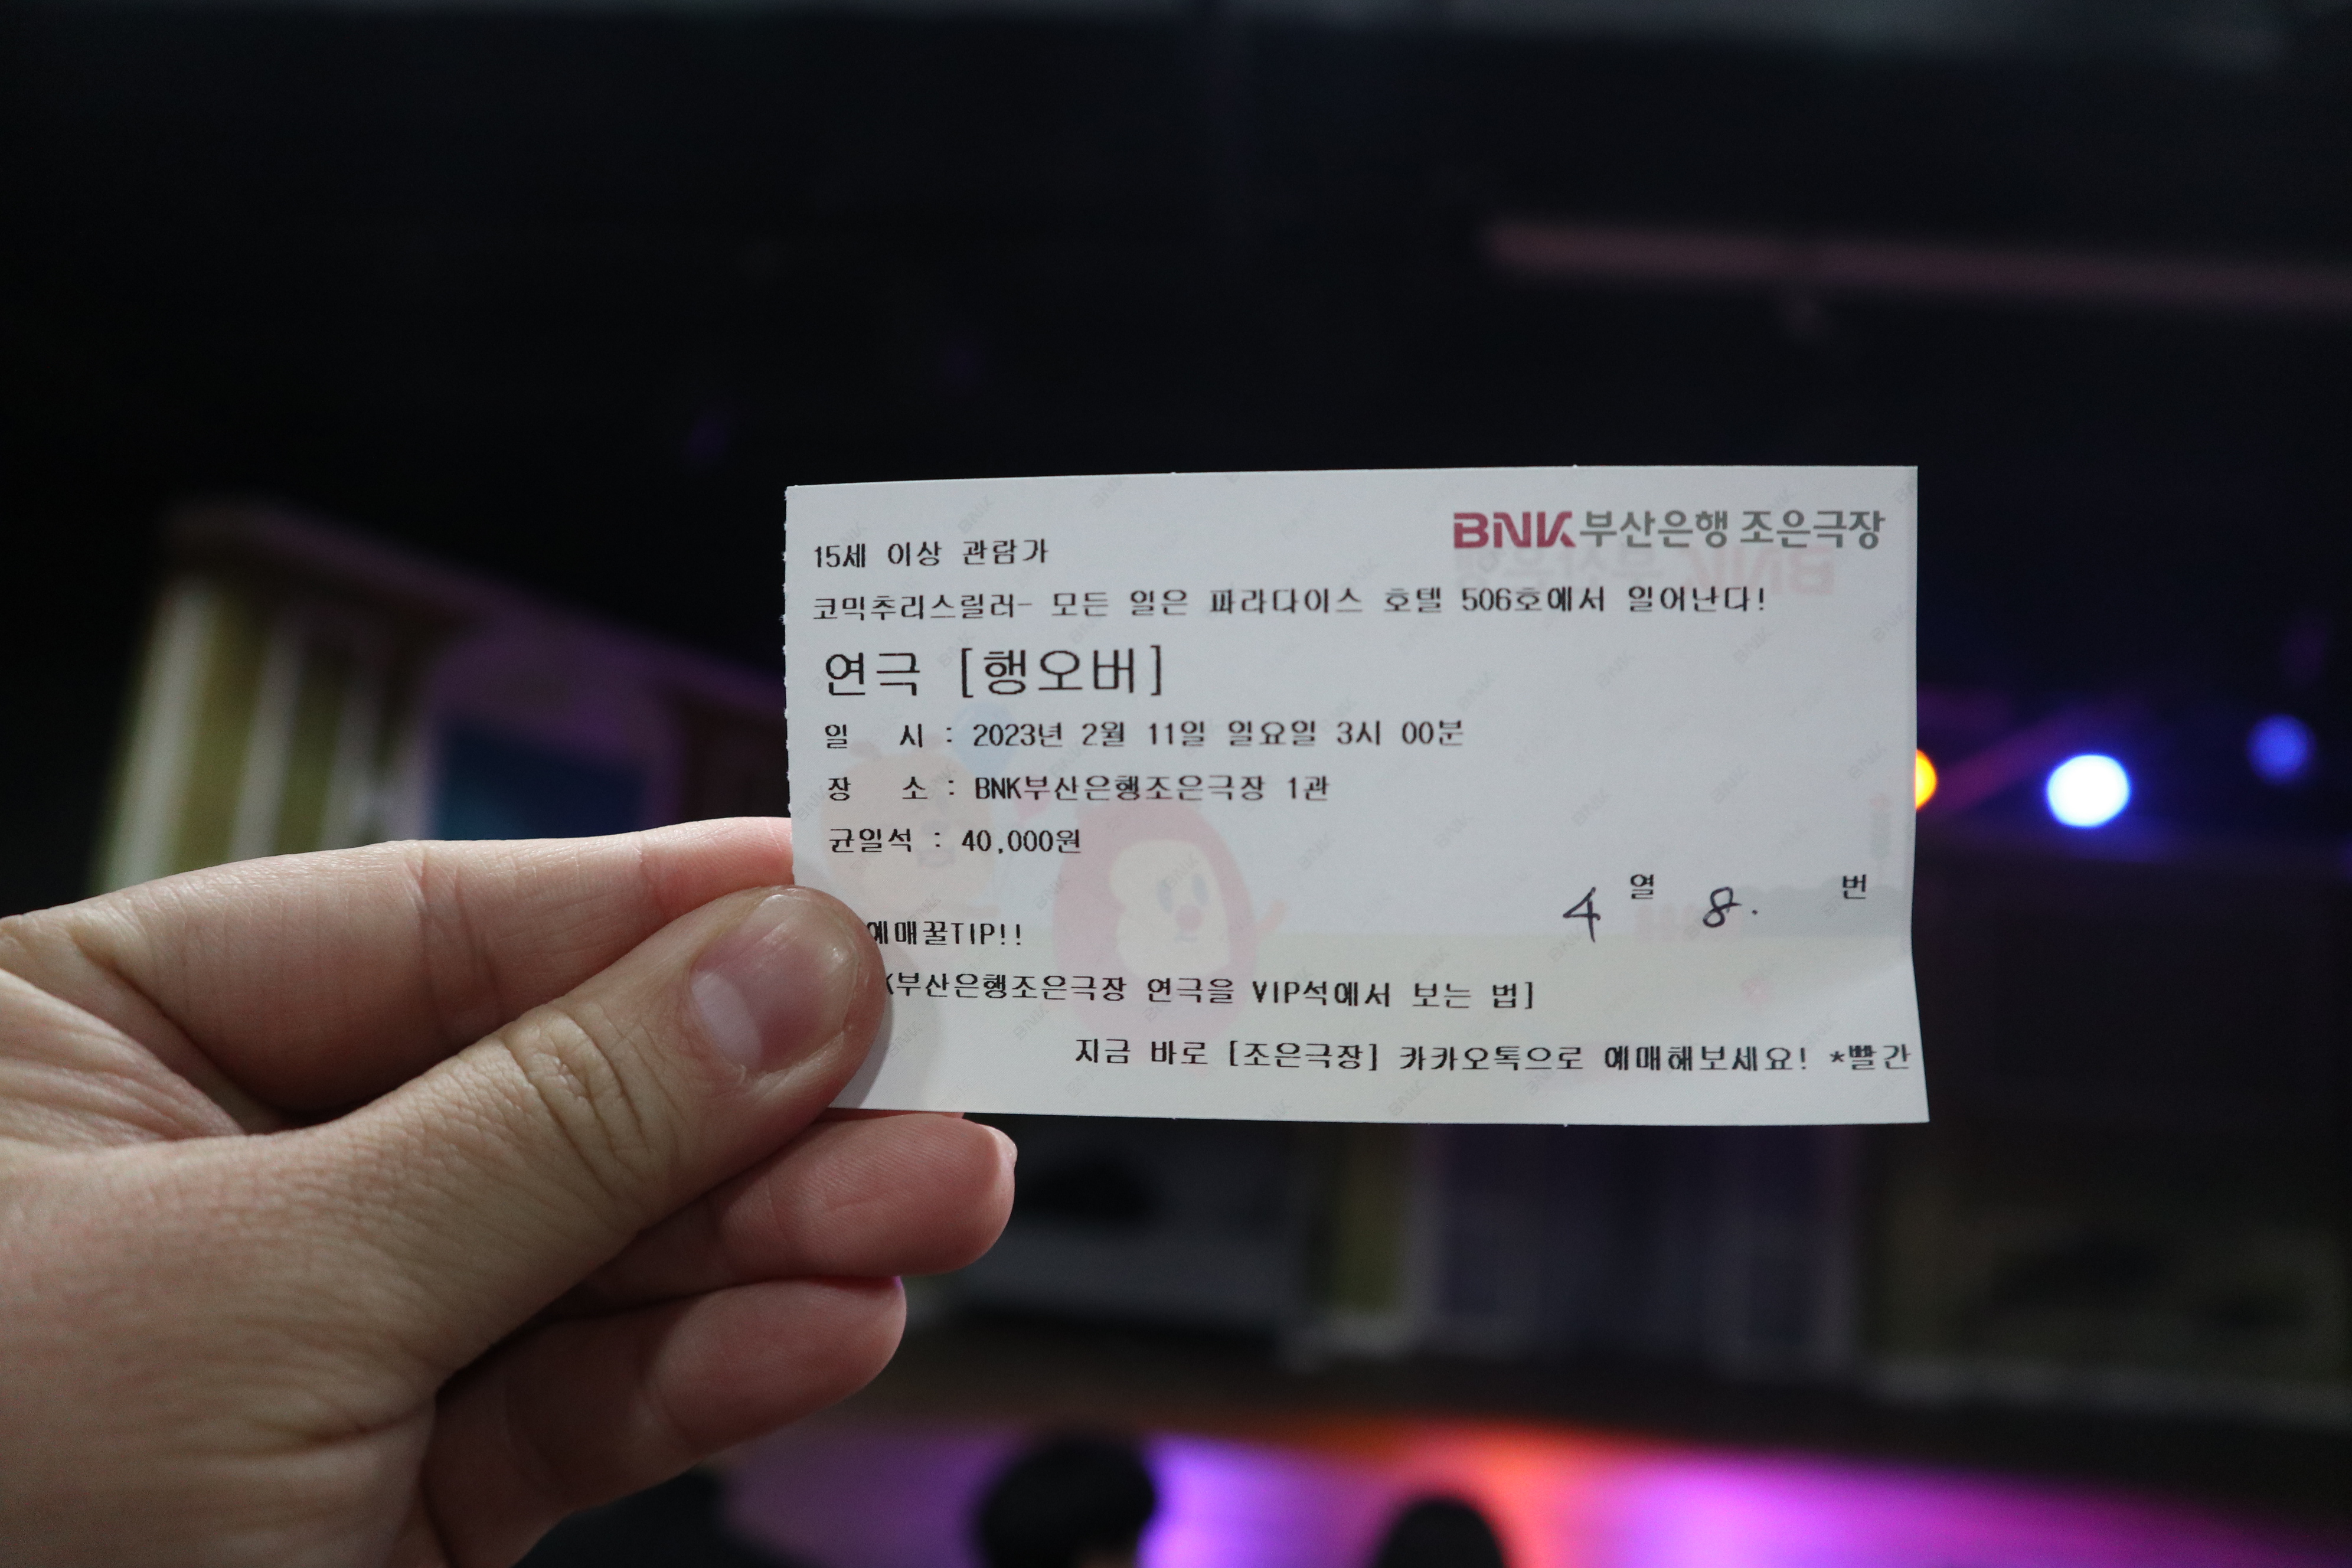 BNK부산은행 조은극장
15세 이상 관람가
코믹추리스릴러- 모든 일은 파라다이스 호텔 506호에서 일어난다!
연극 [행오버]
일 시 : 2023년 2월 11일 일요일 3시 00분
장 소 : BNK부산은행조은극장 1관
균일석 : 40,000원
4 열 8. 번
예매꿀TIP!!
부산은행조은극장 연극을 VIP석에서 보는 법]
지금 바로 [조은극장] 카카오톡으로 예매해보세요! *빨간